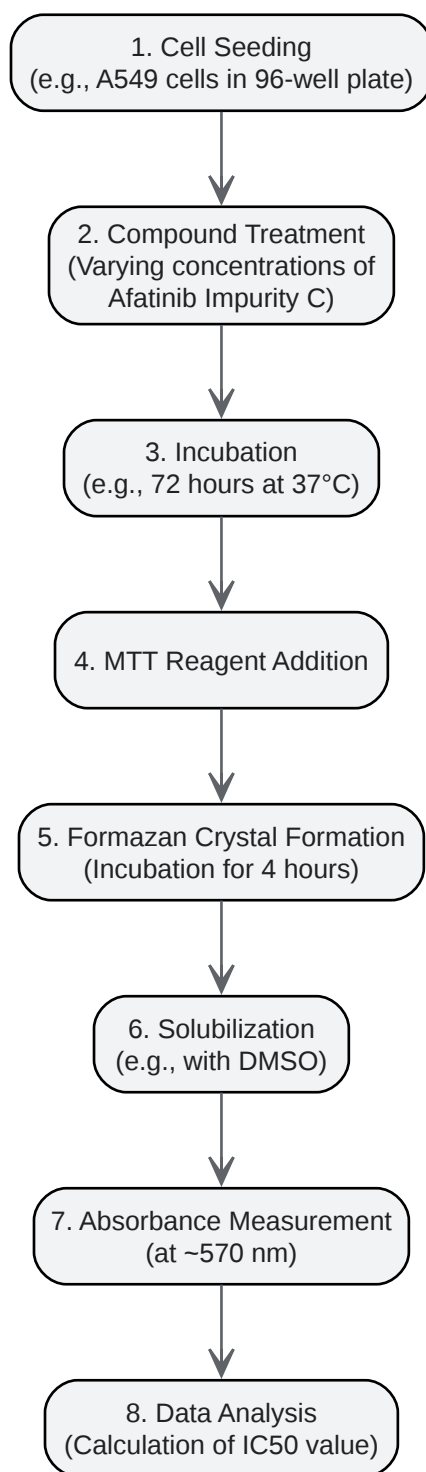 1. Cell Seeding
(e.g., A549 cells in 96-well plate)
2. Compound Treatment
(Varying concentrations of
Afatinib Impurity C)
3. Incubation
(e.g., 72 hours at 37°C)
4. MTT Reagent Addition
5. Formazan Crystal Formation
(Incubation for 4 hours)
6. Solubilization
(e.g., with DMSO)
7. Absorbance Measurement
(at ~570 nm)
8. Data Analysis
(Calculation of IC50 value)